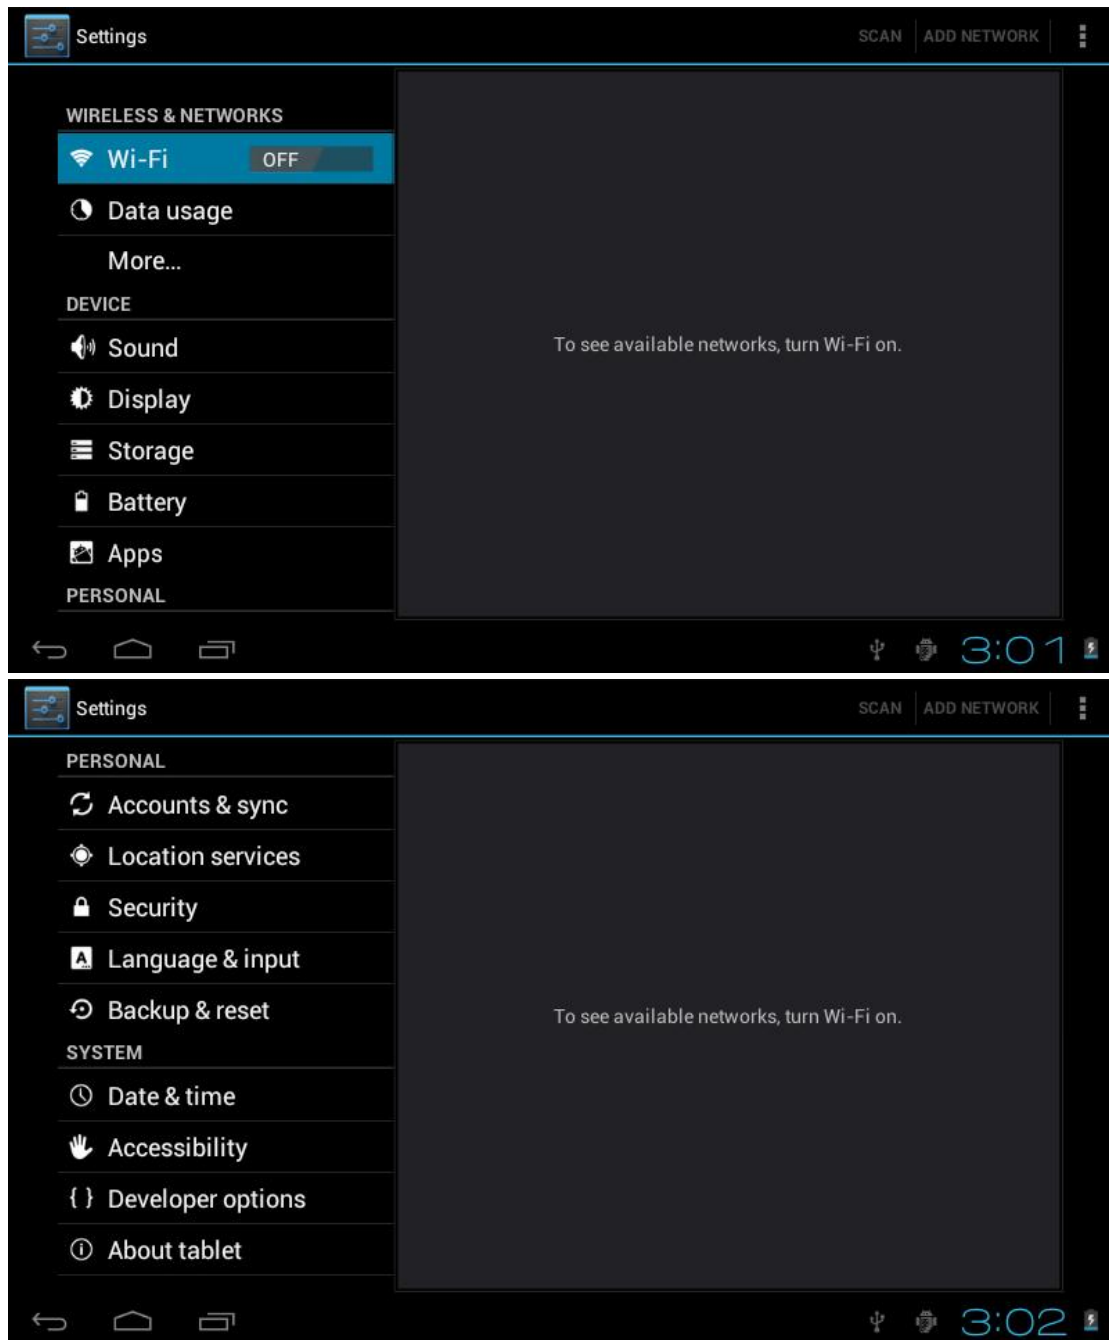 Settings
SCAN
ADD NETWORK
WIRELESS & NETWORKS
Wi-Fi
OFF
Data usage
More...
DEVICE
Sound
Display
Storage
Battery
Apps
PERSONAL
To see available networks, turn Wi-Fi on.
3:01
Settings
SCAN
ADD NETWORK
PERSONAL
Accounts & sync
Location services
Security
Language & input
Backup & reset
SYSTEM
Date & time
Accessibility
{ } Developer options
About tablet
To see available networks, turn Wi-Fi on.
3:02